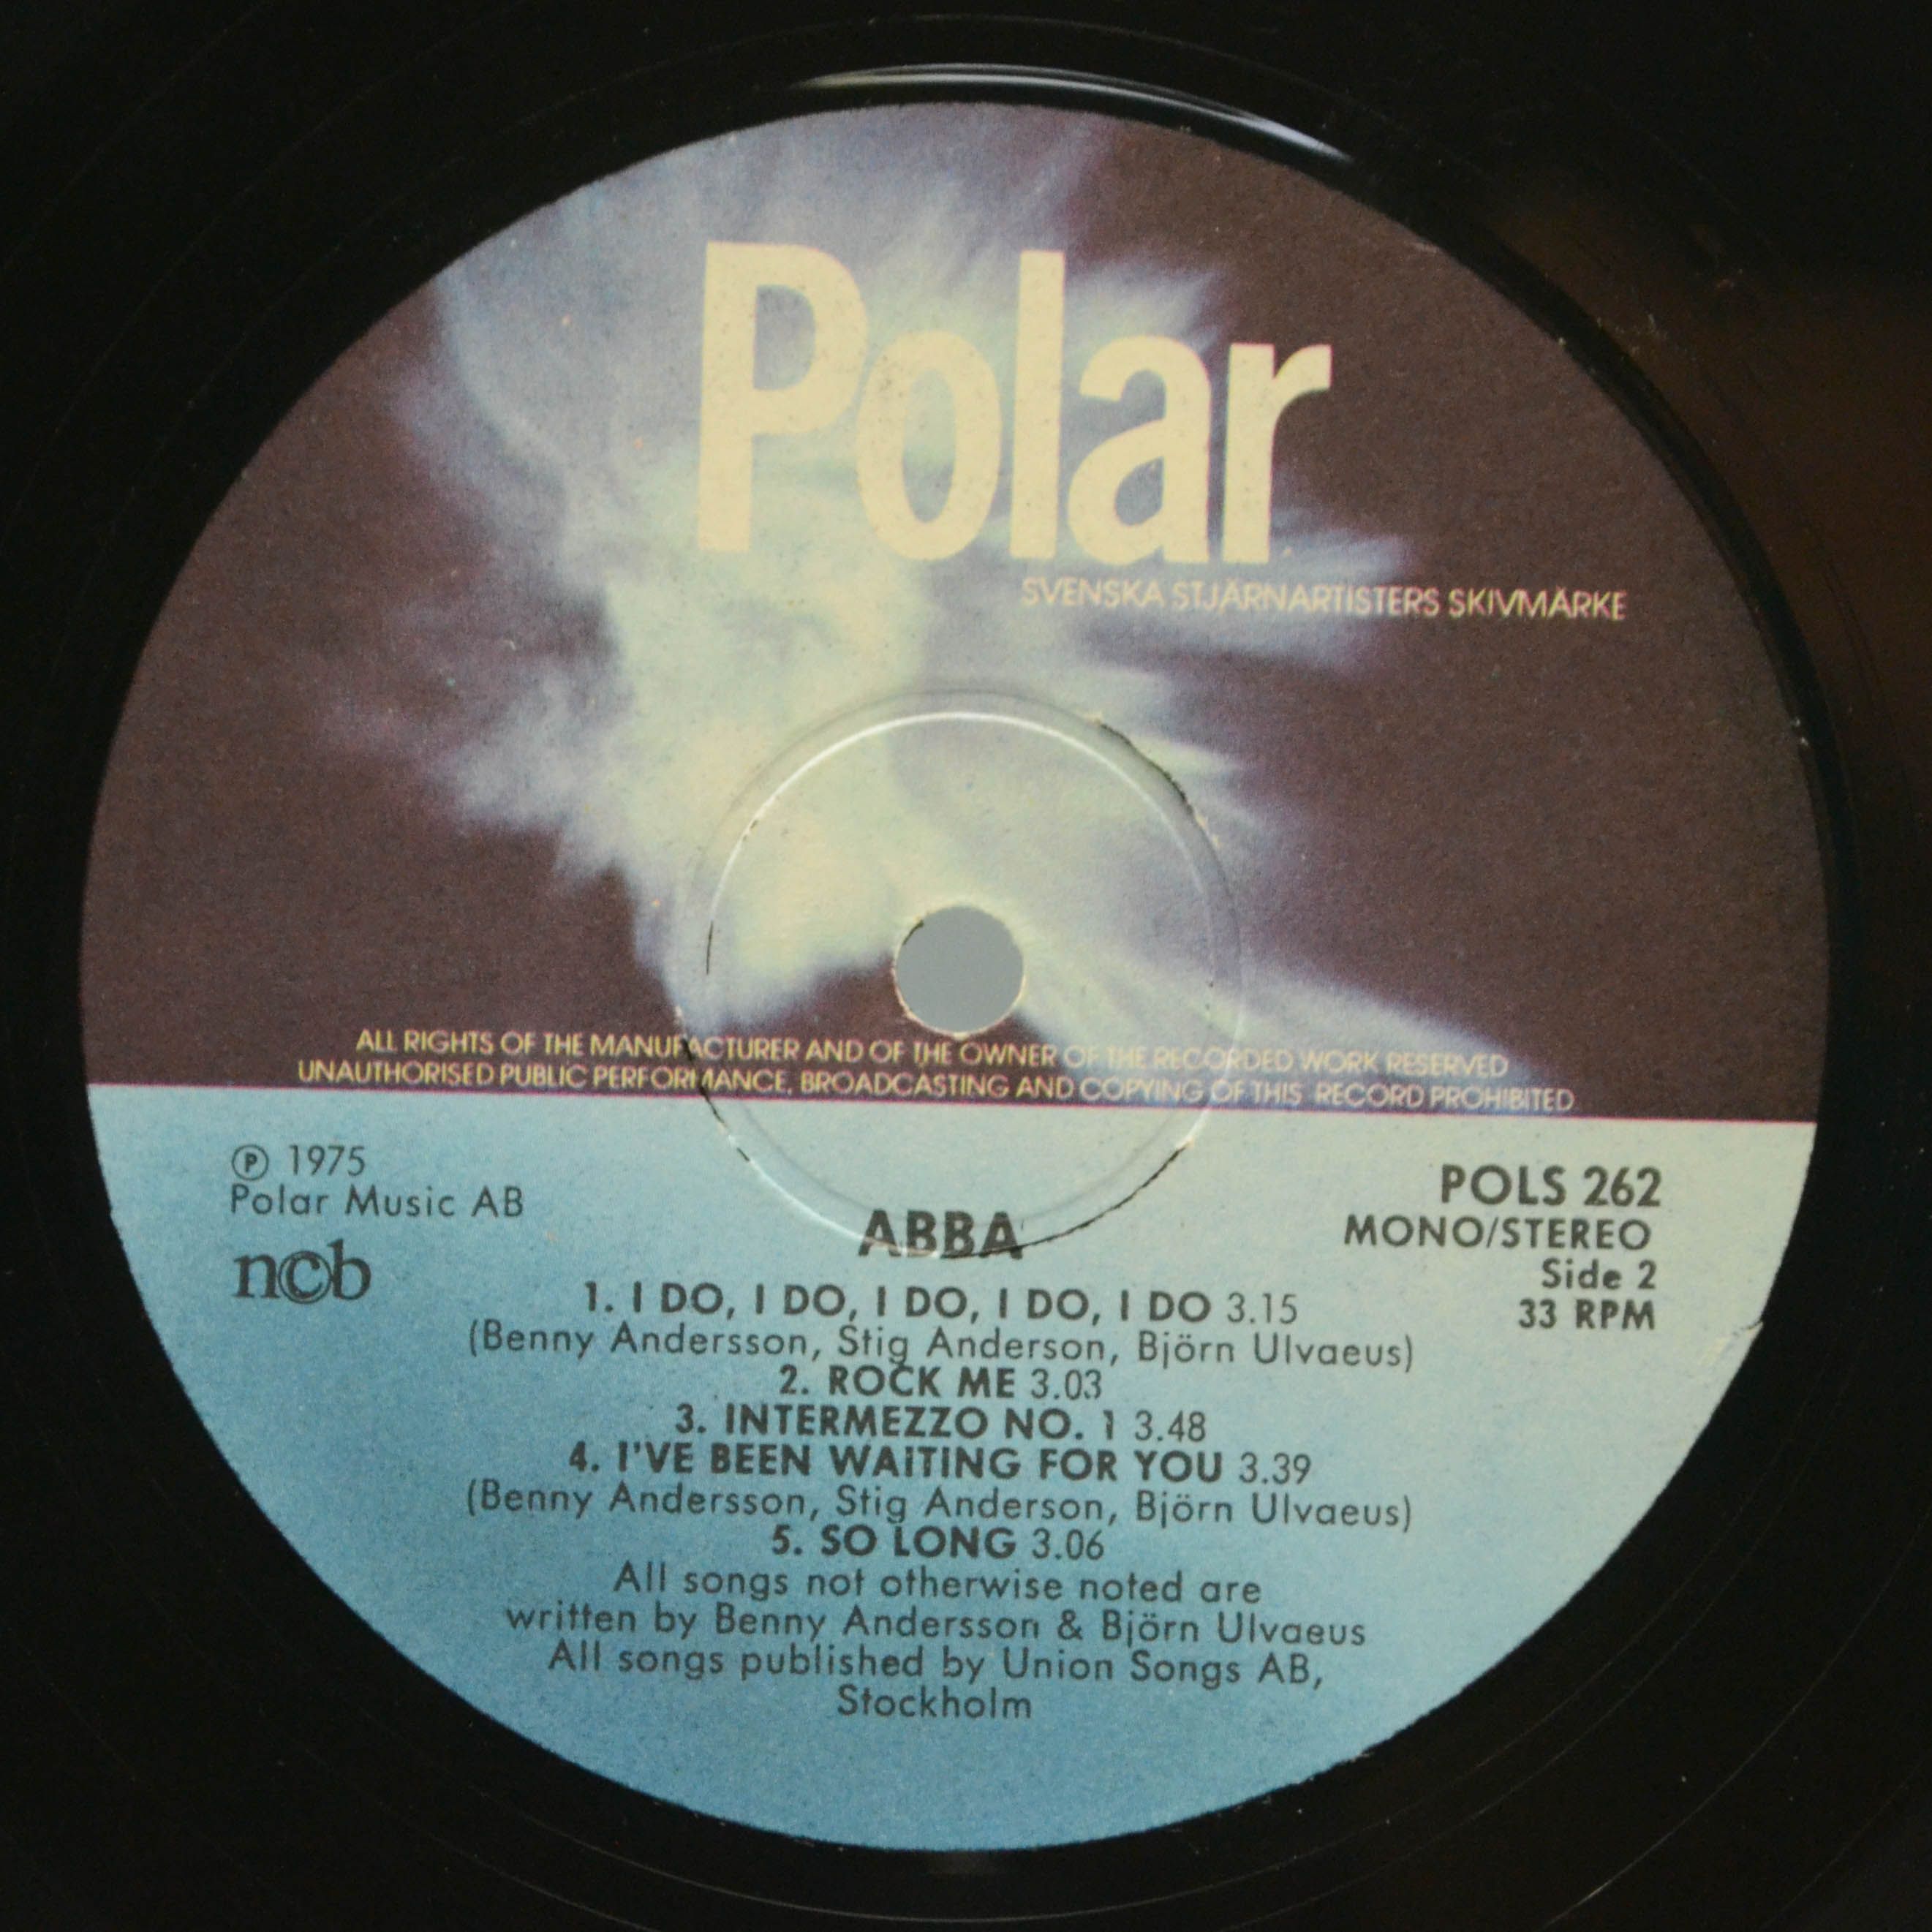 Polar
SVENSKA STJÄRNARTISTERS SKIVMÄRKE
ALL RIGHTS OF THE MANUFACTURER AND OF THE OWNER OF THE RECORDED WORK RESERVED
UNAUTHORISED PUBLIC PERFORMANCE, BROADCASTING AND COPYING OF THIS RECORD PROHIBITED
℗ 1975
Polar Music AB
ncb
POLS 262
MONO/STEREO
Side 2
33 RPM
ABBA
1. I DO, I DO, I DO, I DO, I DO 3.15
(Benny Andersson, Stig Anderson, Björn Ulvaeus)
2. ROCK ME 3.03
3. INTERMEZZO NO. 1 3.48
4. I'VE BEEN WAITING FOR YOU 3.39
(Benny Andersson, Stig Anderson, Björn Ulvaeus)
5. SO LONG 3.06
All songs not otherwise noted are
written by Benny Andersson & Björn Ulvaeus
All songs published by Union Songs AB,
Stockholm